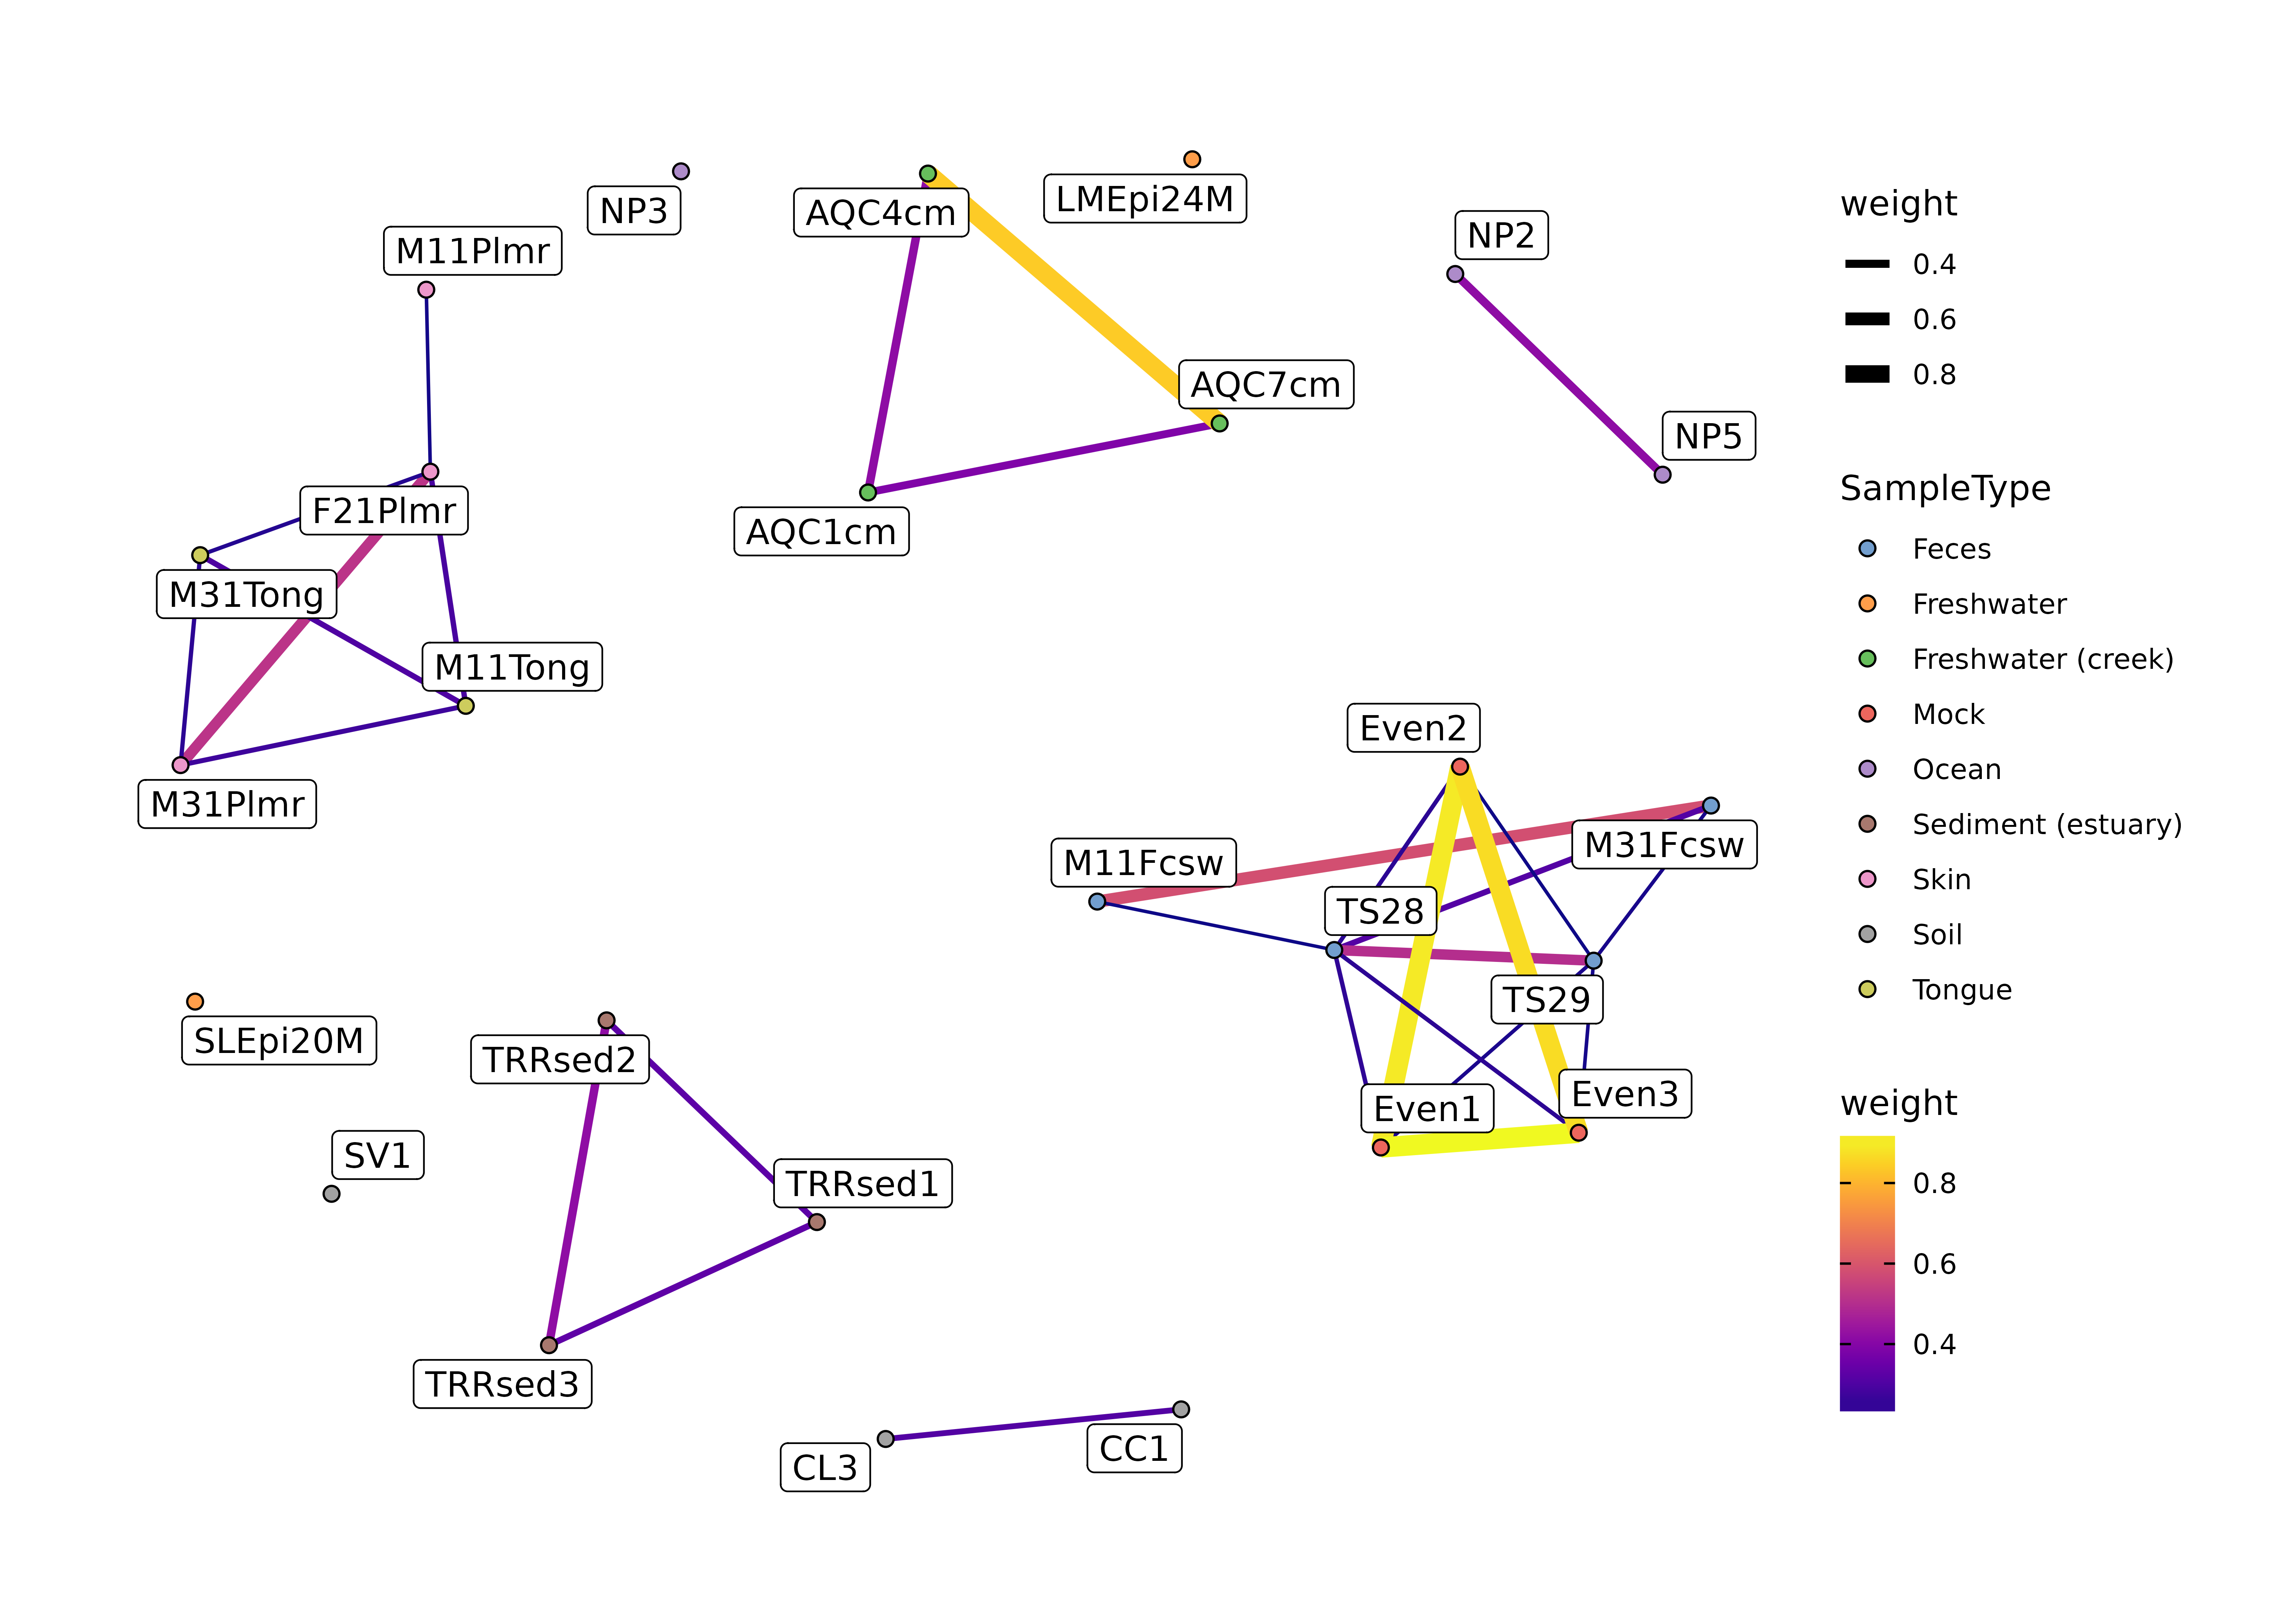 NP3
AQC4cm
LMEpi24M
NP2
M11Plmr
AQC7cm
NP5
F21Plmr
AQC1cm
M31Tong
M11Tong
M31Plmr
Even2
M11Fcsw
M31Fcsw
TS28
TS29
SLEpi20M
TRRsed2
Even1
Even3
SV1
TRRsed1
TRRsed3
CL3
CC1
weight
0.4
0.6
0.8
SampleType
Feces
Freshwater
Freshwater (creek)
Mock
Ocean
Sediment (estuary)
Skin
Soil
Tongue
weight
0.8
0.6
0.4